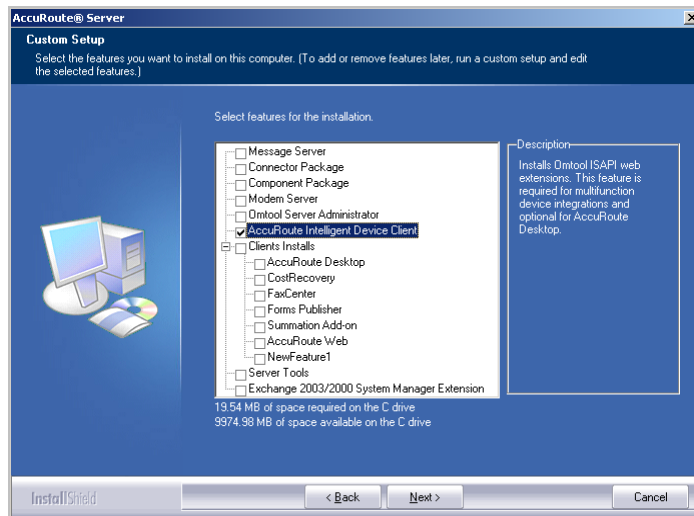 AccuRoute® Server
Custom Setup
Select the features you want to install on this computer. (To add or remove features later, run a custom setup and edit
the selected features.)
Select features for the installation.
Message Server
Connector Package
Component Package
Modem Server
Omtool Server Administrator
AccuRoute Intelligent Device Client
Clients Installs
AccuRoute Desktop
CostRecovery
FaxCenter
Forms Publisher
Summation Add-on
AccuRoute Web
NewFeature1
Server Tools
Exchange 2003/2000 System Manager Extension
19.54 MB of space required on the C drive
9974.98 MB of space available on the C drive
Description
Installs Omtool ISAPI web
extensions. This feature is
required for multifunction
device integrations and
optional for AccuRoute
Desktop.
InstallShield
< Back
Next >
Cancel